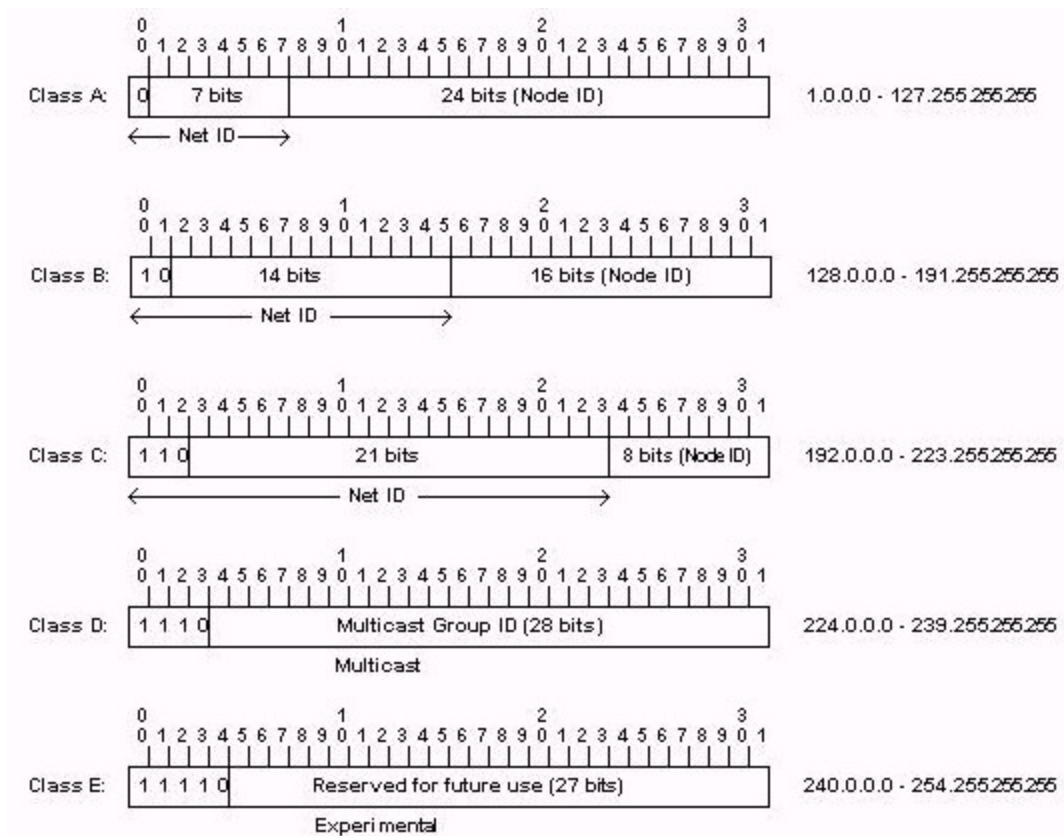 0 1 2 3
0 1 2 3 4 5 6 7 8 9 0 1 2 3 4 5 6 7 8 9 0 1 2 3 4 5 6 7 8 9 0 1
Class A: 0 7 bits 24 bits (Node ID) 1.0.0.0 - 127.255.255.255
Net ID
0 1 2 3
0 1 2 3 4 5 6 7 8 9 0 1 2 3 4 5 6 7 8 9 0 1 2 3 4 5 6 7 8 9 0 1
Class B: 1 0 14 bits 16 bits (Node ID) 128.0.0.0 - 191.255.255.255
Net ID
0 1 2 3
0 1 2 3 4 5 6 7 8 9 0 1 2 3 4 5 6 7 8 9 0 1 2 3 4 5 6 7 8 9 0 1
Class C: 1 1 0 21 bits 8 bits (Node ID) 192.0.0.0 - 223.255.255.255
Net ID
0 1 2 3
0 1 2 3 4 5 6 7 8 9 0 1 2 3 4 5 6 7 8 9 0 1 2 3 4 5 6 7 8 9 0 1
Class D: 1 1 1 0 Multicast Group ID (28 bits) 224.0.0.0 - 239.255.255.255
Multicast
0 1 2 3
0 1 2 3 4 5 6 7 8 9 0 1 2 3 4 5 6 7 8 9 0 1 2 3 4 5 6 7 8 9 0 1
Class E: 1 1 1 1 0 Reserved for future use (27 bits) 240.0.0.0 - 254.255.255.255
Experimental